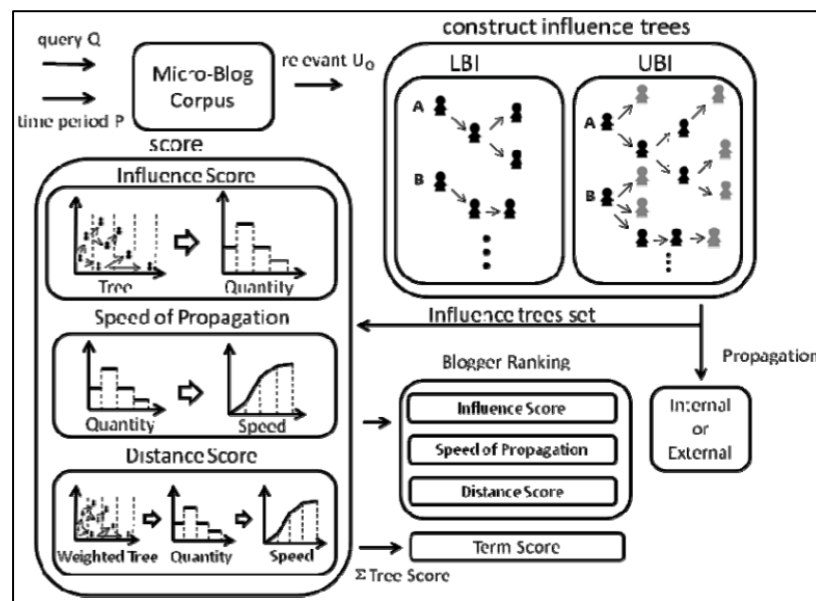 construct influence trees
query Q
time period P
Micro-Blog
Corpus
relevant U₀
LBI
UBI
A
B
A
B
score
Influence Score
Tree
Quantity
Speed of Propagation
Quantity
Speed
Distance Score
Weighted Tree
Quantity
Speed
Influence trees set
Propagation
Internal
or
External
Blogger Ranking
Influence Score
Speed of Propagation
Distance Score
Term Score
Σ Tree Score